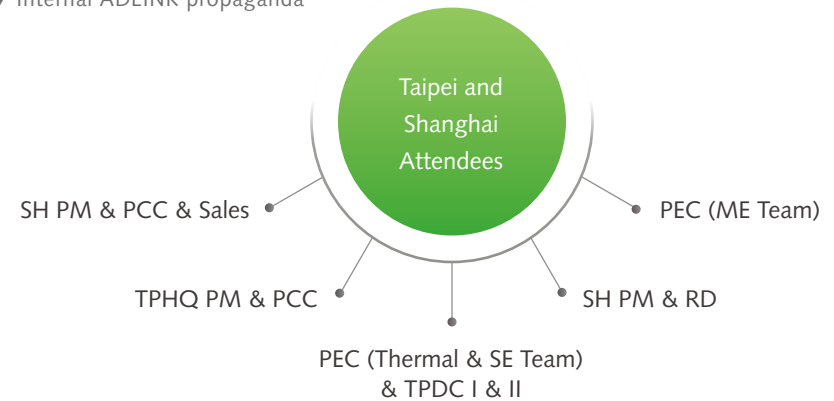 Internal ADLINK propaganda
Taipei and
Shanghai
Attendees
SH PM & PCC & Sales
PEC (ME Team)
TPHQ PM & PCC
SH PM & RD
PEC (Thermal & SE Team)
& TPDC I & II